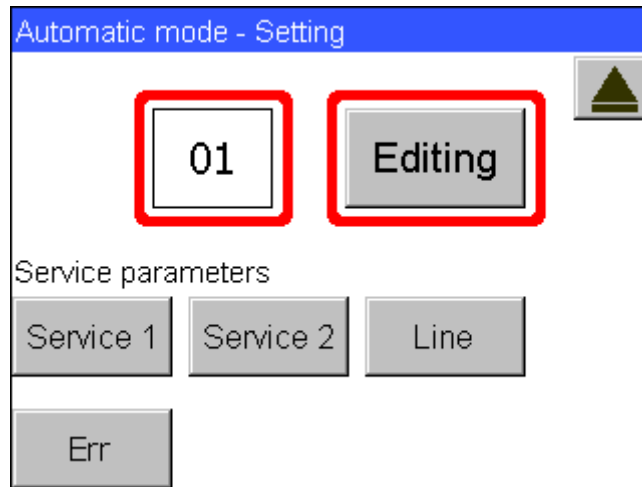 Automatic mode - Setting
01 Editing
Service parameters
Service 1 Service 2 Line
Err